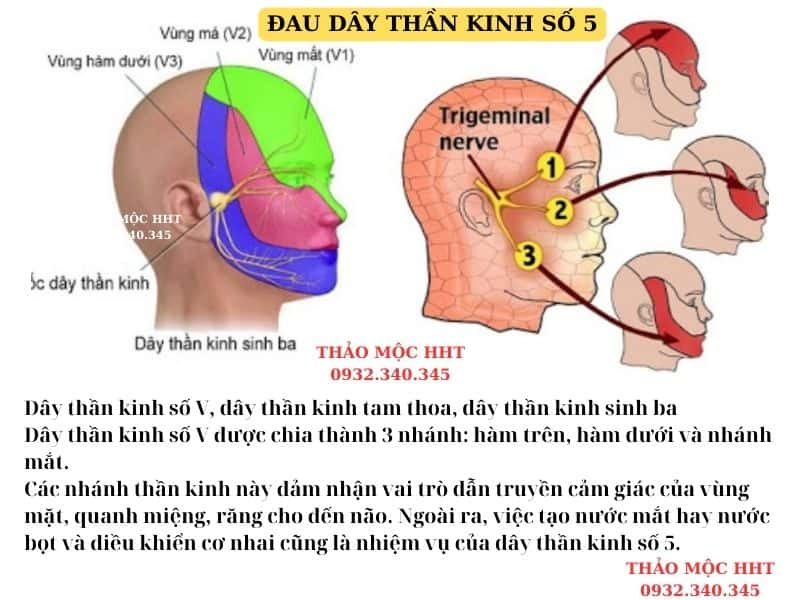 ĐAU DÂY THẦN KINH SỐ 5
Vùng má (V2)
Vùng hàm dưới (V3)
Vùng mắt (V1)
Trigeminal
nerve
1
2
3
MỘC HHT
40.345
ốc dây thần kinh
Dây thần kinh sinh ba
THẢO MỘC HHT
0932.340.345
Dây thần kinh số V, dây thần kinh tam thoa, dây thần kinh sinh ba
Dây thần kinh số V được chia thành 3 nhánh: hàm trên, hàm dưới và nhánh
mắt.
Các nhánh thần kinh này đảm nhận vai trò dẫn truyền cảm giác của vùng
mặt, quanh miệng, răng cho đến não. Ngoài ra, việc tạo nước mắt hay nước
bọt và điều khiển cơ nhai cũng là nhiệm vụ của dây thần kinh số 5.
THẢO MỘC HHT
0932.340.345